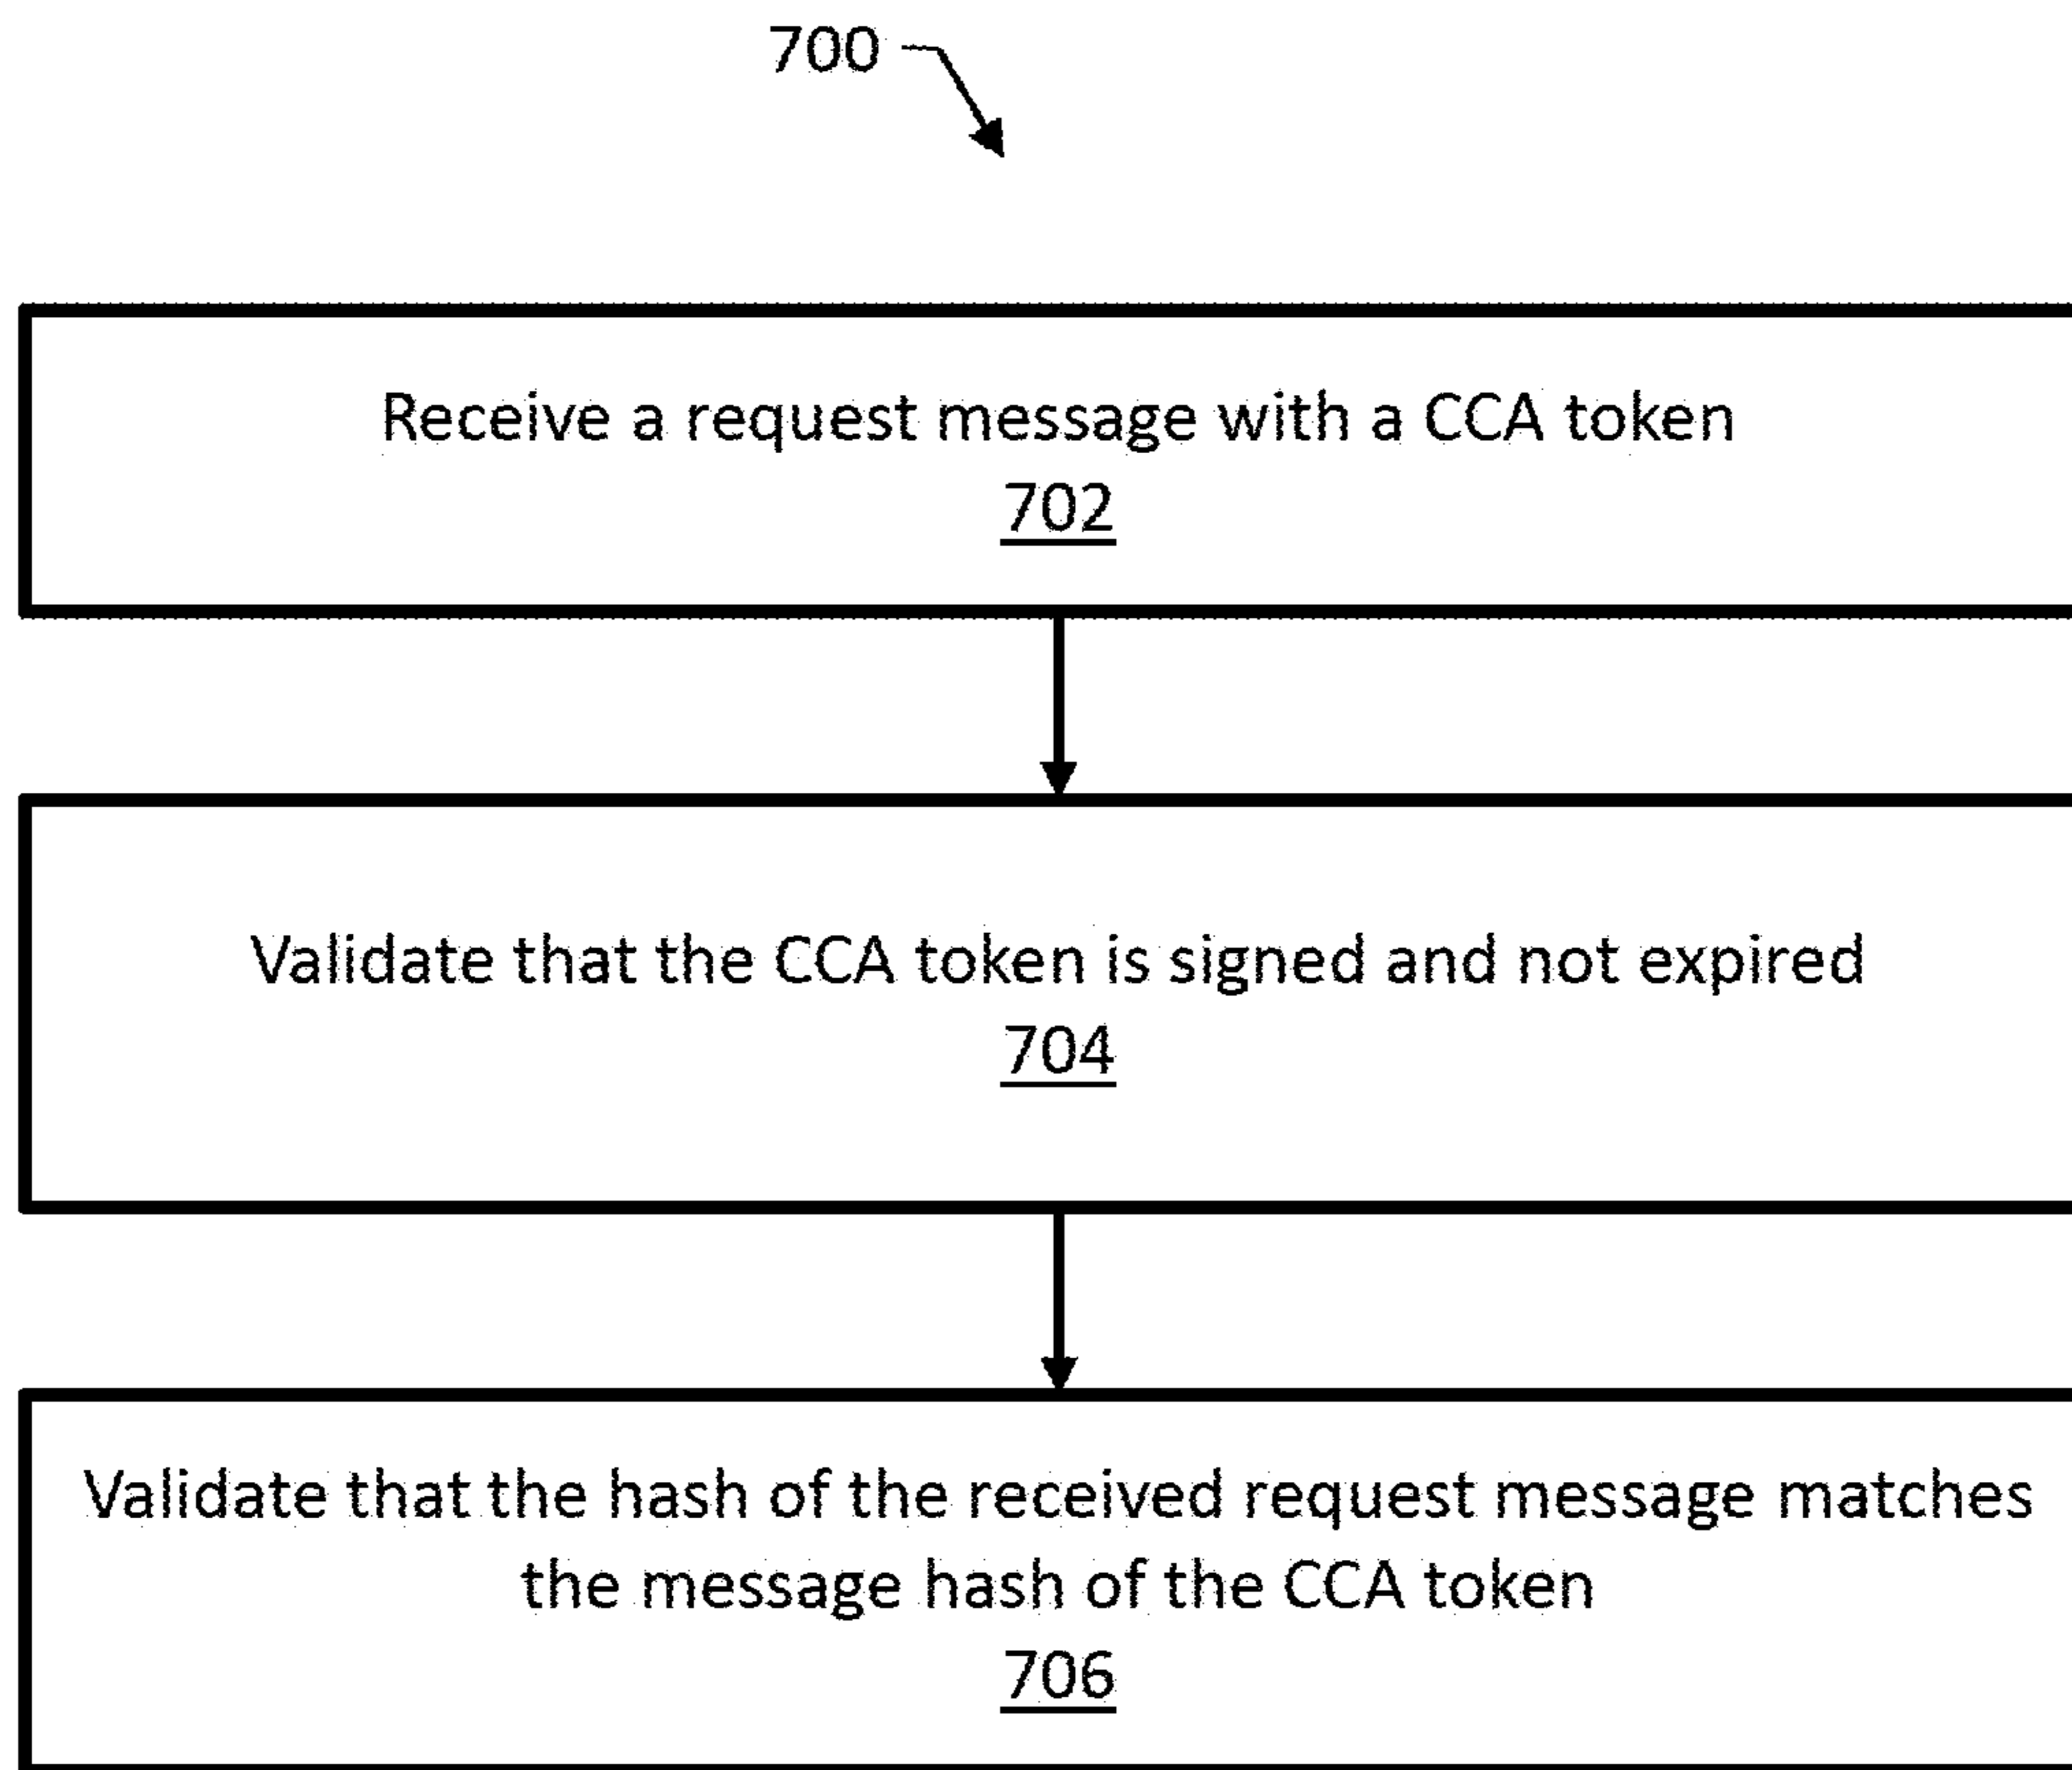 700
Receive a request message with a CCA token
702
Validate that the CCA token is signed and not expired
704
Validate that the hash of the received request message matches
the message hash of the CCA token
706